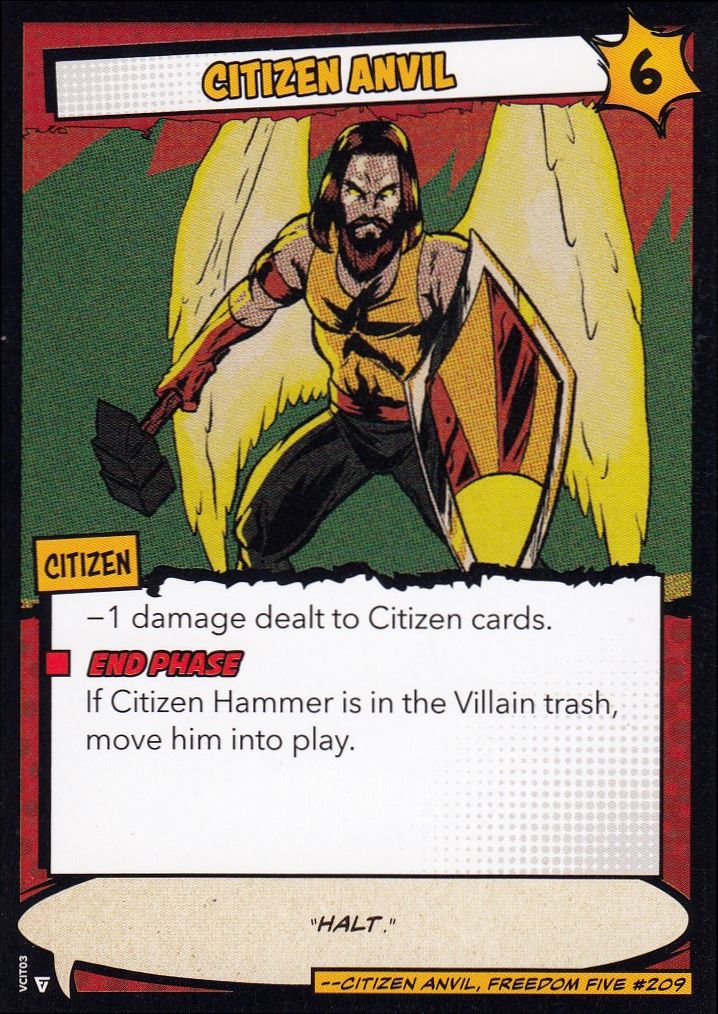 CITIZEN ANVIL
6
CITIZEN
–1 damage dealt to Citizen cards.
END PHASE
If Citizen Hammer is in the Villain trash,
move him into play.
"HALT."
--CITIZEN ANVIL, FREEDOM FIVE #209
VCIT03